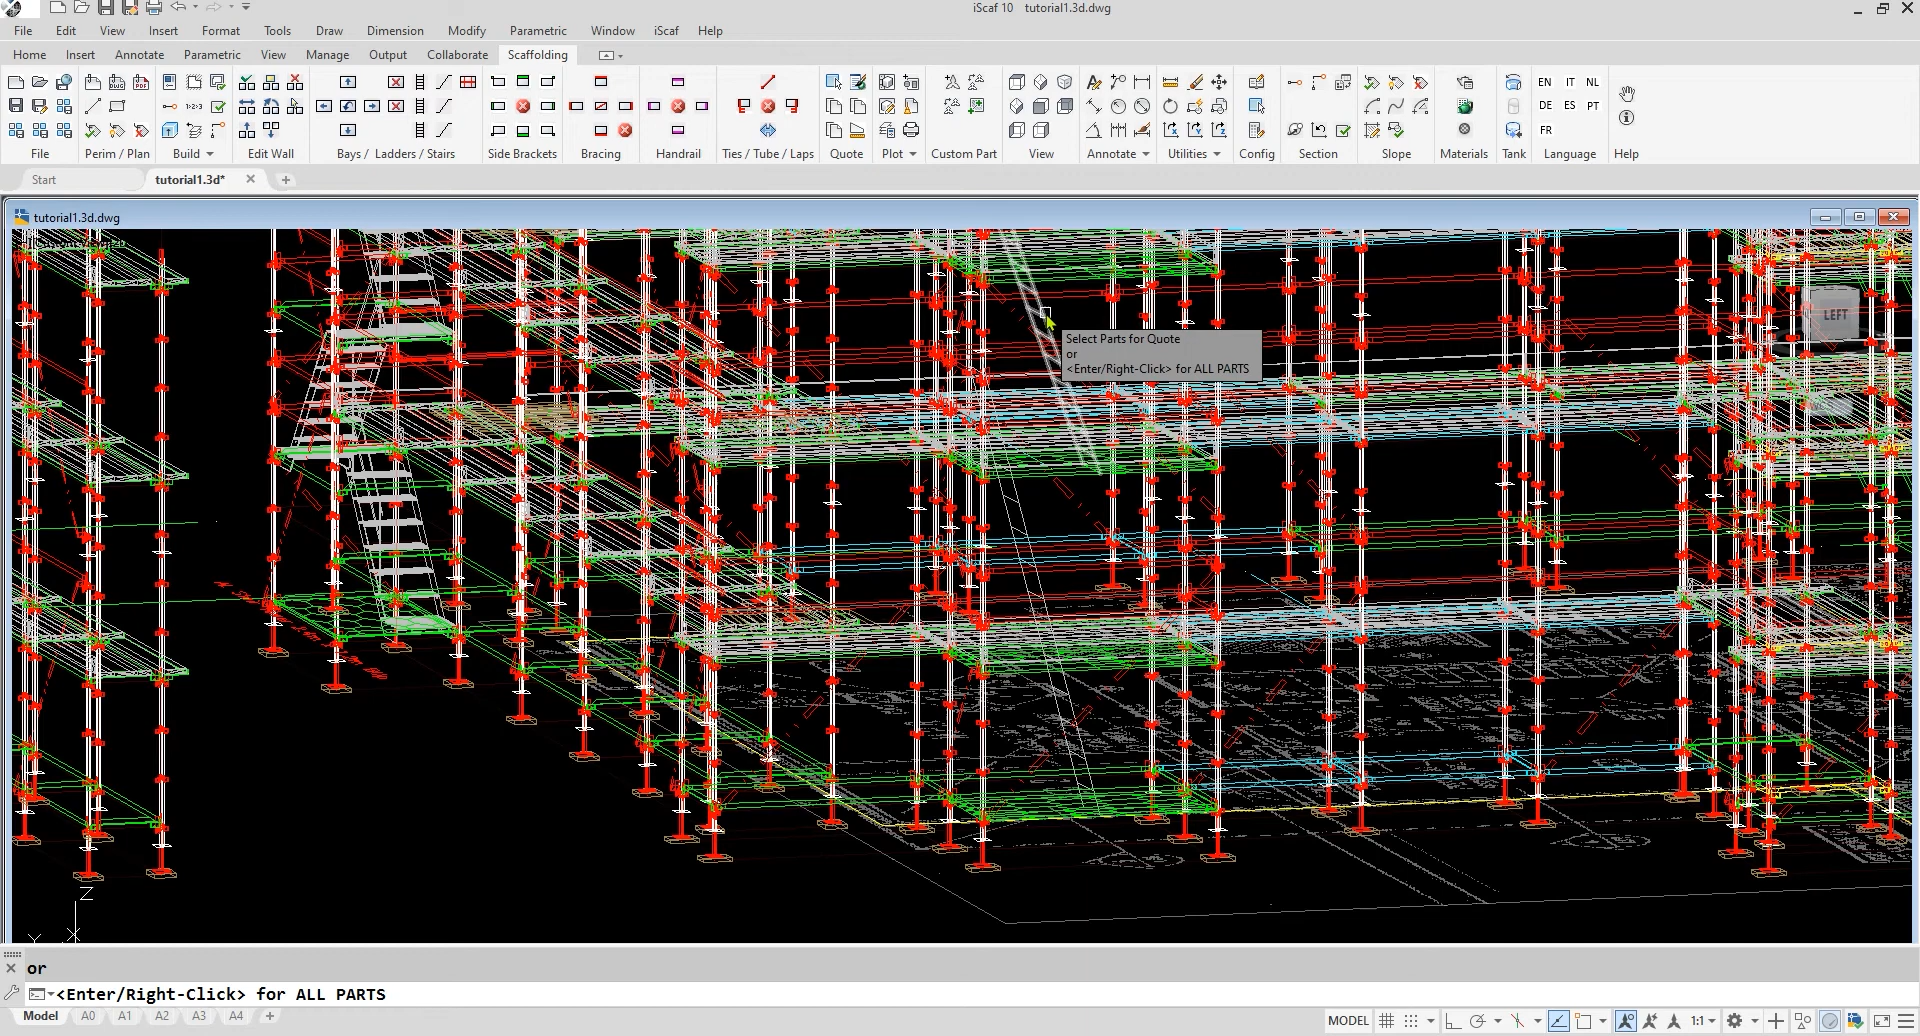 iScaf 10 tutorial1.3d.dwg
File Edit View Insert Format Tools Draw Dimension Modify Parametric Window iScaf Help
Home Insert Annotate Parametric View Manage Output Collaborate Scaffolding
EN IT NL
DE ES PT
FR
File Perim / Plan Build Edit Wall Bays / Ladders / Stairs Side Brackets Bracing Handrail Ties / Tube / Laps Quote Plot Custom Part View Annotate Utilities Config Section Slope Materials Tank Language Help
Start tutorial1.3d*
tutorial1.3d.dwg
LEFT
Select Parts for Quote
or
<Enter/Right-Click> for ALL PARTS
Z
Y X
or
<Enter/Right-Click> for ALL PARTS
Model A0 A1 A2 A3 A4 +
MODEL 1:1